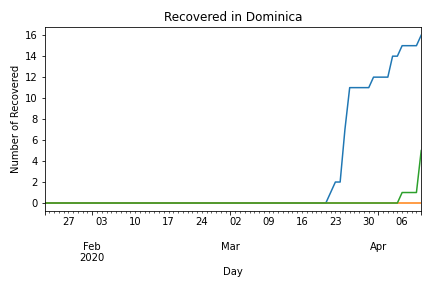 Recovered in Dominica
Number of Recovered
16
14
12
10
8
6
4
2
0
27 03 10 17 24 02 09 16 23 30 06
Feb Mar Apr
2020
Day